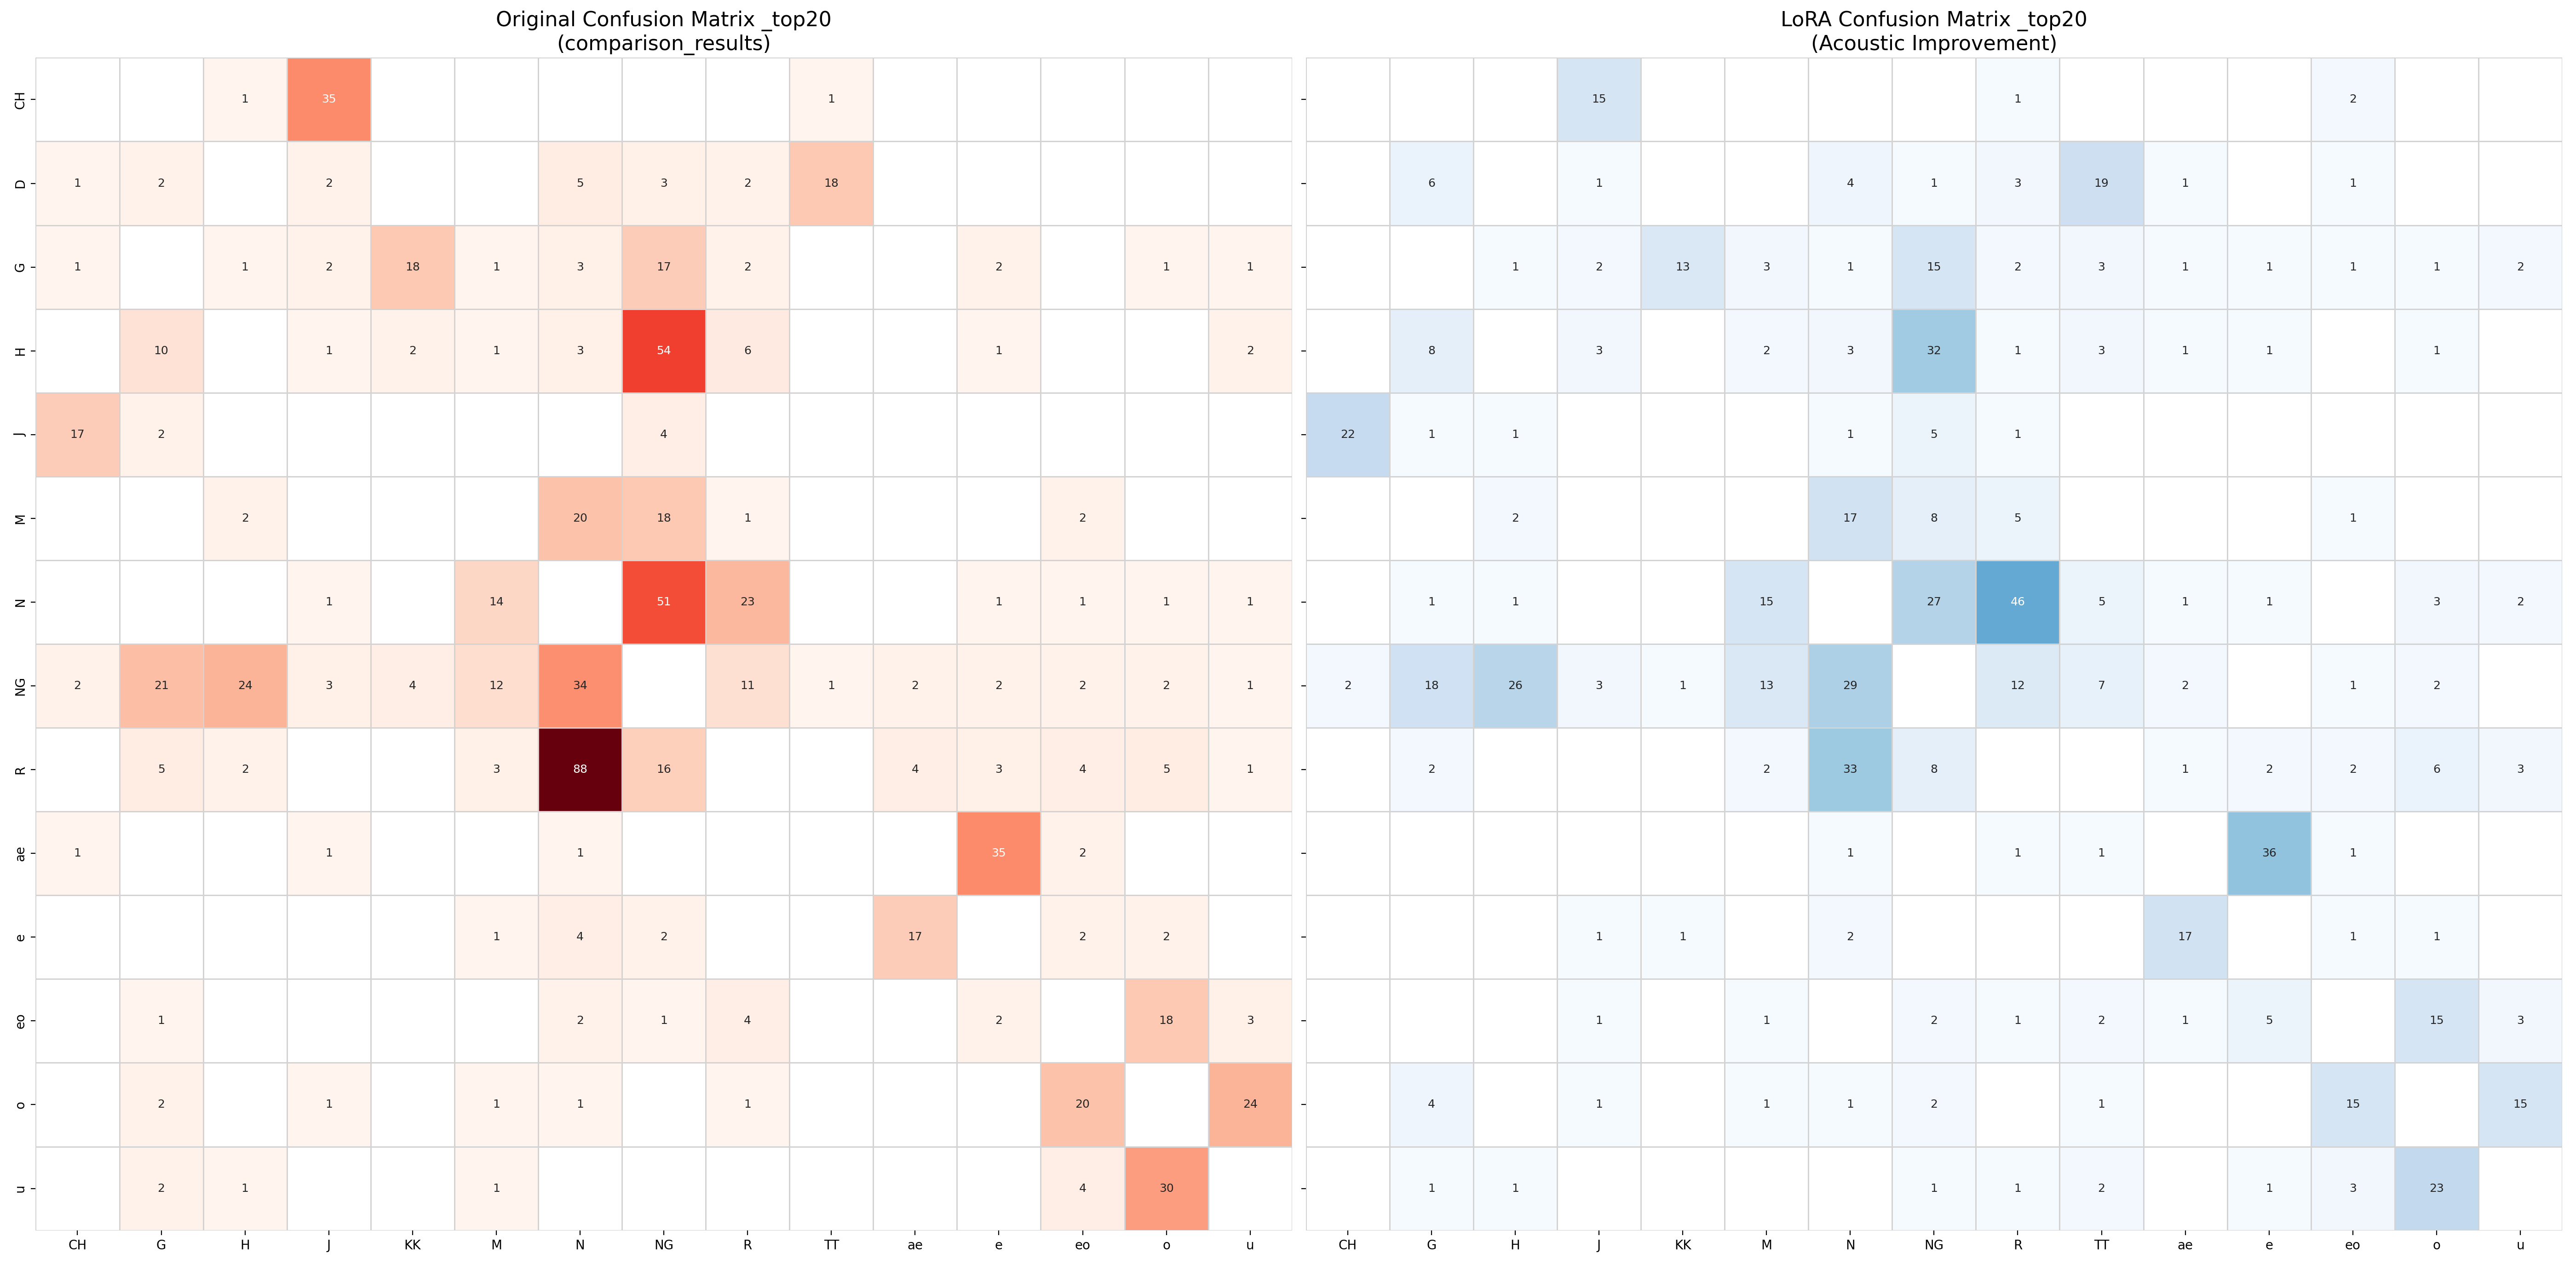 Original Confusion Matrix _top20
(comparison_results)
CH 1 35 1
D 1 2 2 5 3 2 18
G 1 1 2 18 1 3 17 2 2 1 1
H 10 1 2 1 3 54 6 1 2
J 17 2 4
M 2 20 18 1 2
N 1 14 51 23 1 1 1 1
NG 2 21 24 3 4 12 34 11 1 2 2 2 2 1
R 5 2 3 88 16 4 3 4 5 1
ae 1 1 1 35 2
e 1 4 2 17 2 2
eo 1 2 1 4 2 18 3
o 2 1 1 1 1 20 24
u 2 1 1 4 30
CH G H J KK M N NG R TT ae e eo o u
LoRA Confusion Matrix _top20
(Acoustic Improvement)
15 1 2
6 1 4 1 3 19 1 1
1 2 13 3 1 15 2 3 1 1 1 1 2
8 3 2 3 32 1 3 1 1 1
22 1 1 1 5 1
2 17 8 5 1
1 1 15 27 46 5 1 1 3 2
2 18 26 3 1 13 29 12 7 2 1 2
2 2 33 8 1 2 2 6 3
1 1 1 36 1
1 1 2 17 1 1
1 1 2 1 2 1 5 15 3
4 1 1 1 2 1 15 15
1 1 1 1 2 1 3 23
CH G H J KK M N NG R TT ae e eo o u